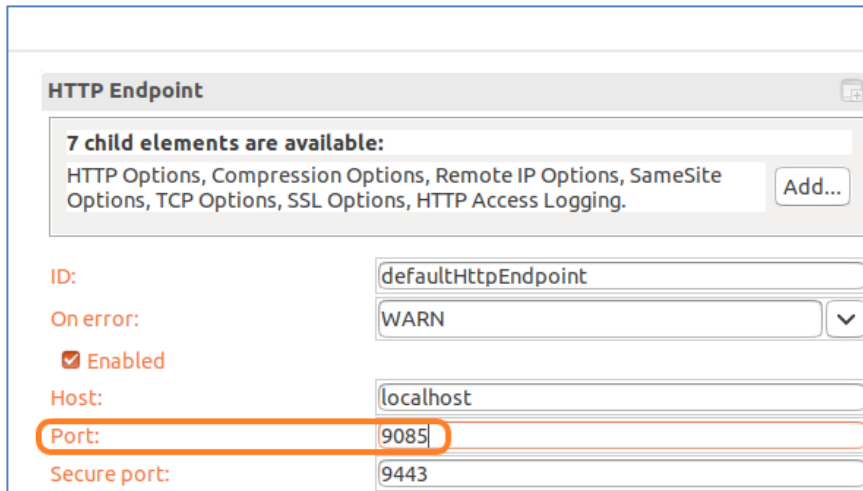 HTTP Endpoint
7 child elements are available:
HTTP Options, Compression Options, Remote IP Options, SameSite
Options, TCP Options, SSL Options, HTTP Access Logging.
Add...
ID:
defaultHttpEndpoint
On error:
WARN
Enabled
Host:
localhost
Port:
9085
Secure port:
9443